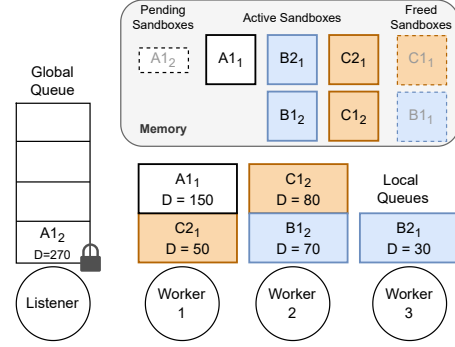 Pending
Sandboxes
Active Sandboxes
Freed
Sandboxes
A1₂
A1₁
B2₁
C2₁
C1₁
B1₂
C1₂
B1₁
Memory
Global
Queue
A1₂
D=270
Listener
A1₁
D = 150
C2₁
D = 50
Worker
1
C1₂
D = 80
B1₂
D = 70
Worker
2
Local
Queues
B2₁
D = 30
Worker
3